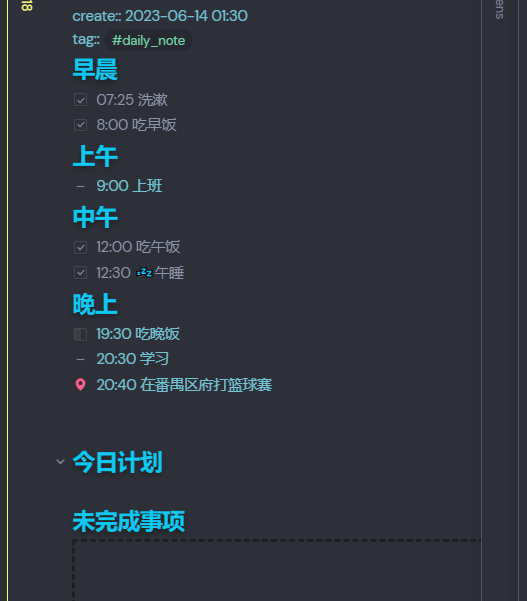 18
ens
create:: 2023-06-14 01:30
tag:: #daily_note
早晨
07:25 洗漱
8:00 吃早饭
上午
9:00 上班
中午
12:00 吃午饭
12:30 💤 午睡
晚上
19:30 吃晚饭
20:30 学习
20:40 在番禺区府打篮球赛
今日计划
未完成事项